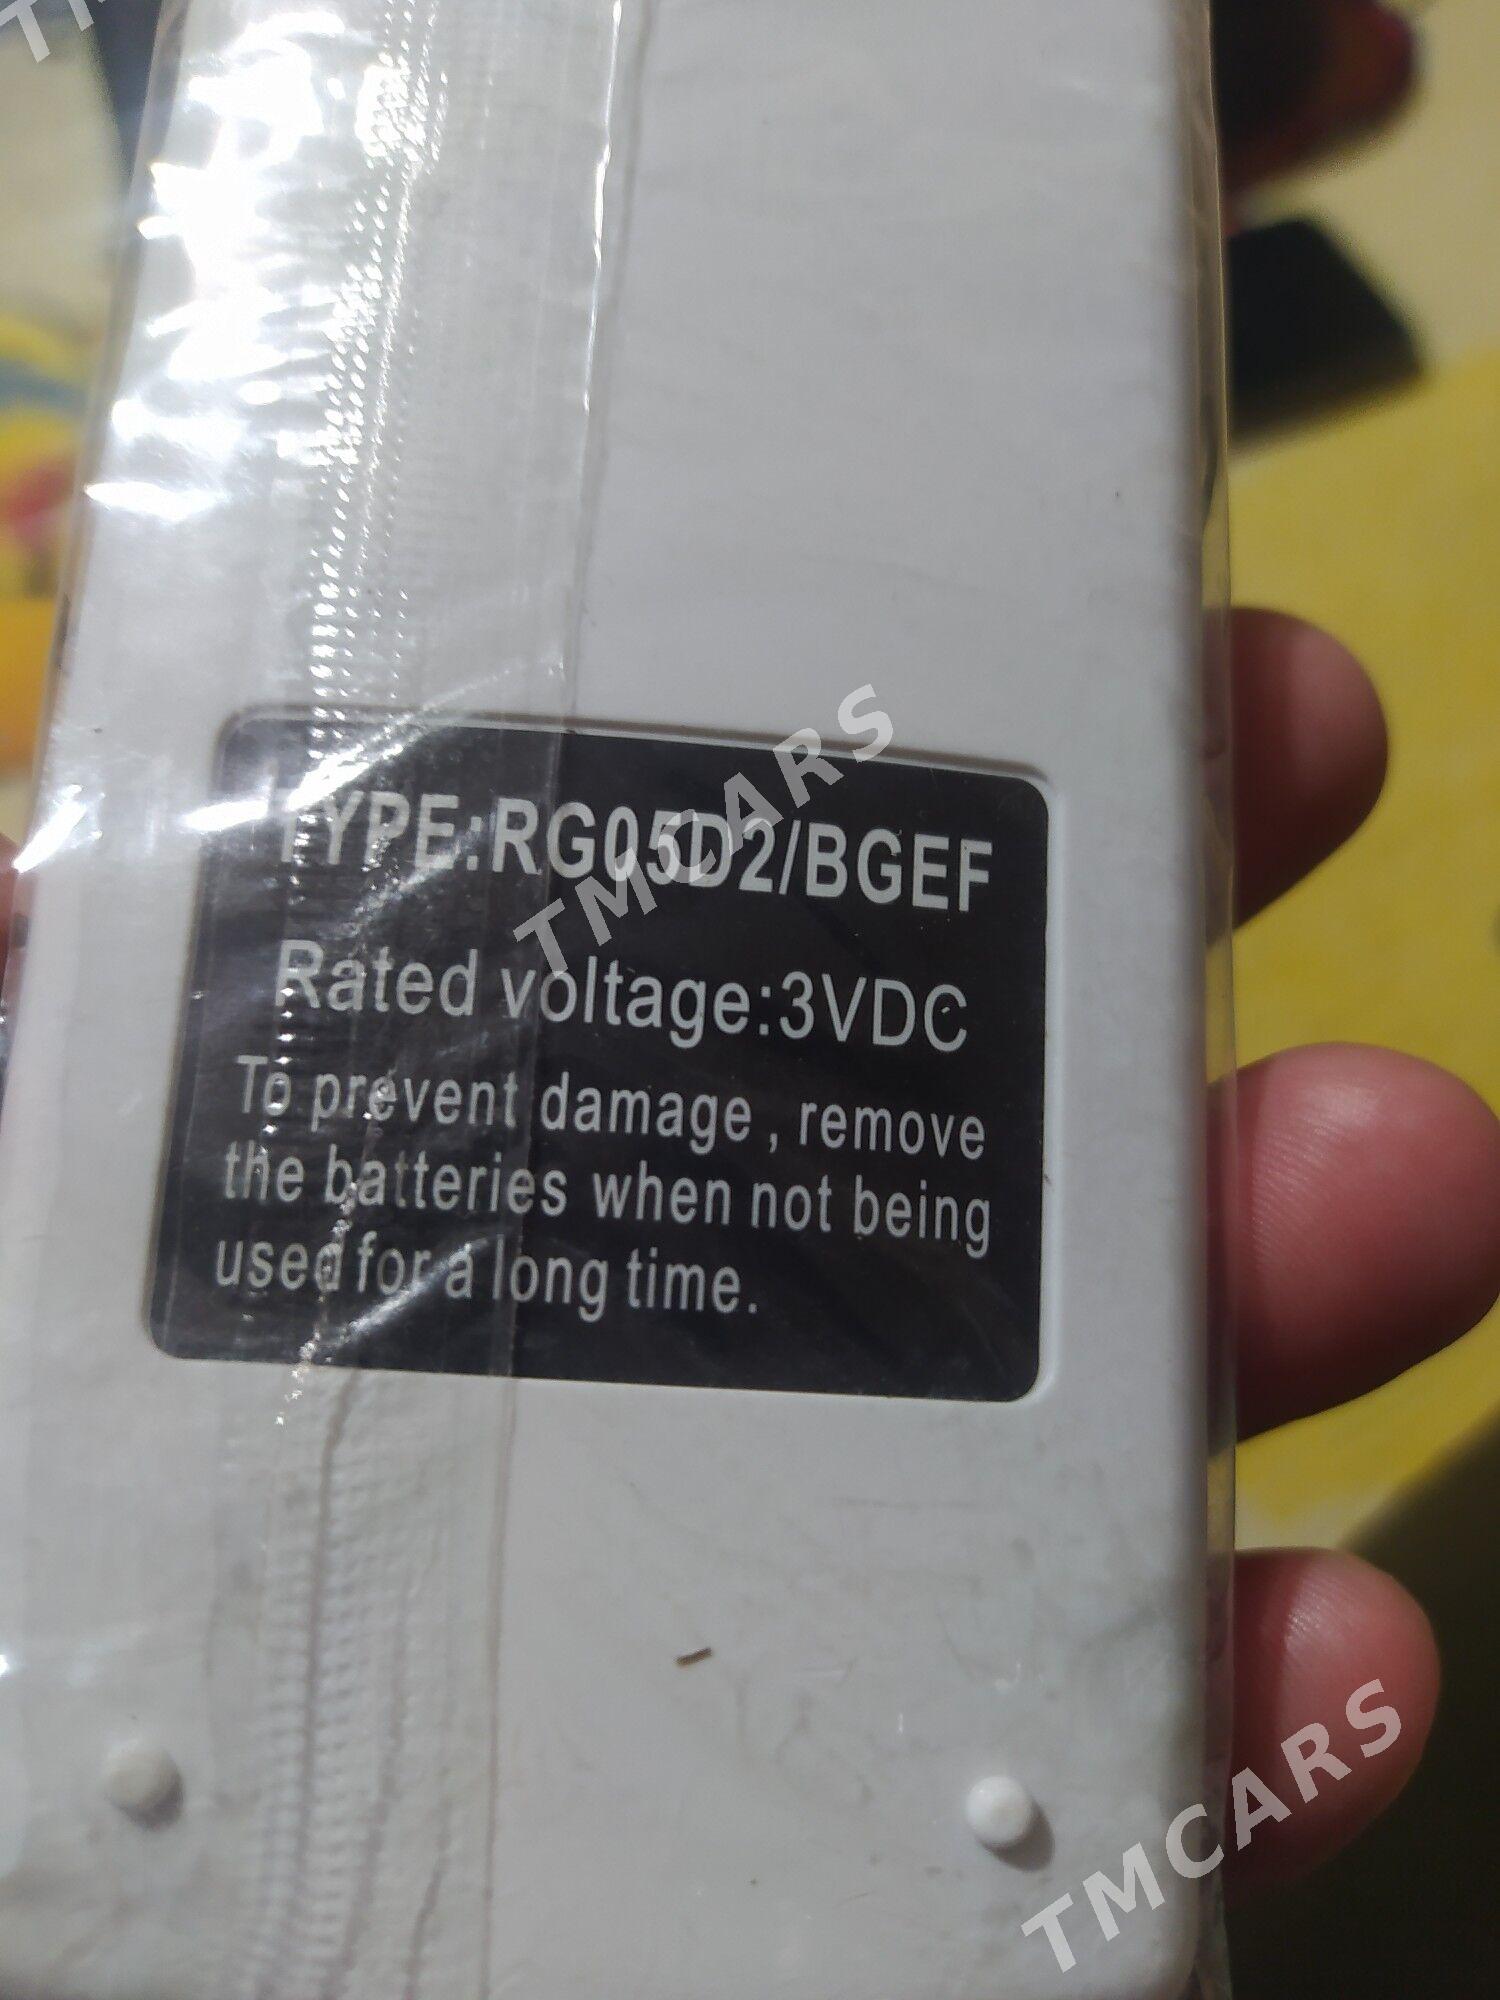 TYPE:RG05D2/BGEF
Rated voltage:3VDC
To prevent damage, remove
the batteries when not being
used for a long time.
TMCARS
TMCARS